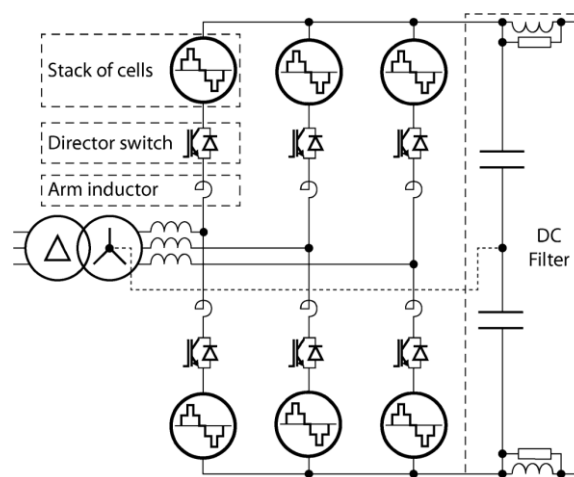 Stack of cells
Director switch
Arm inductor
DC
Filter